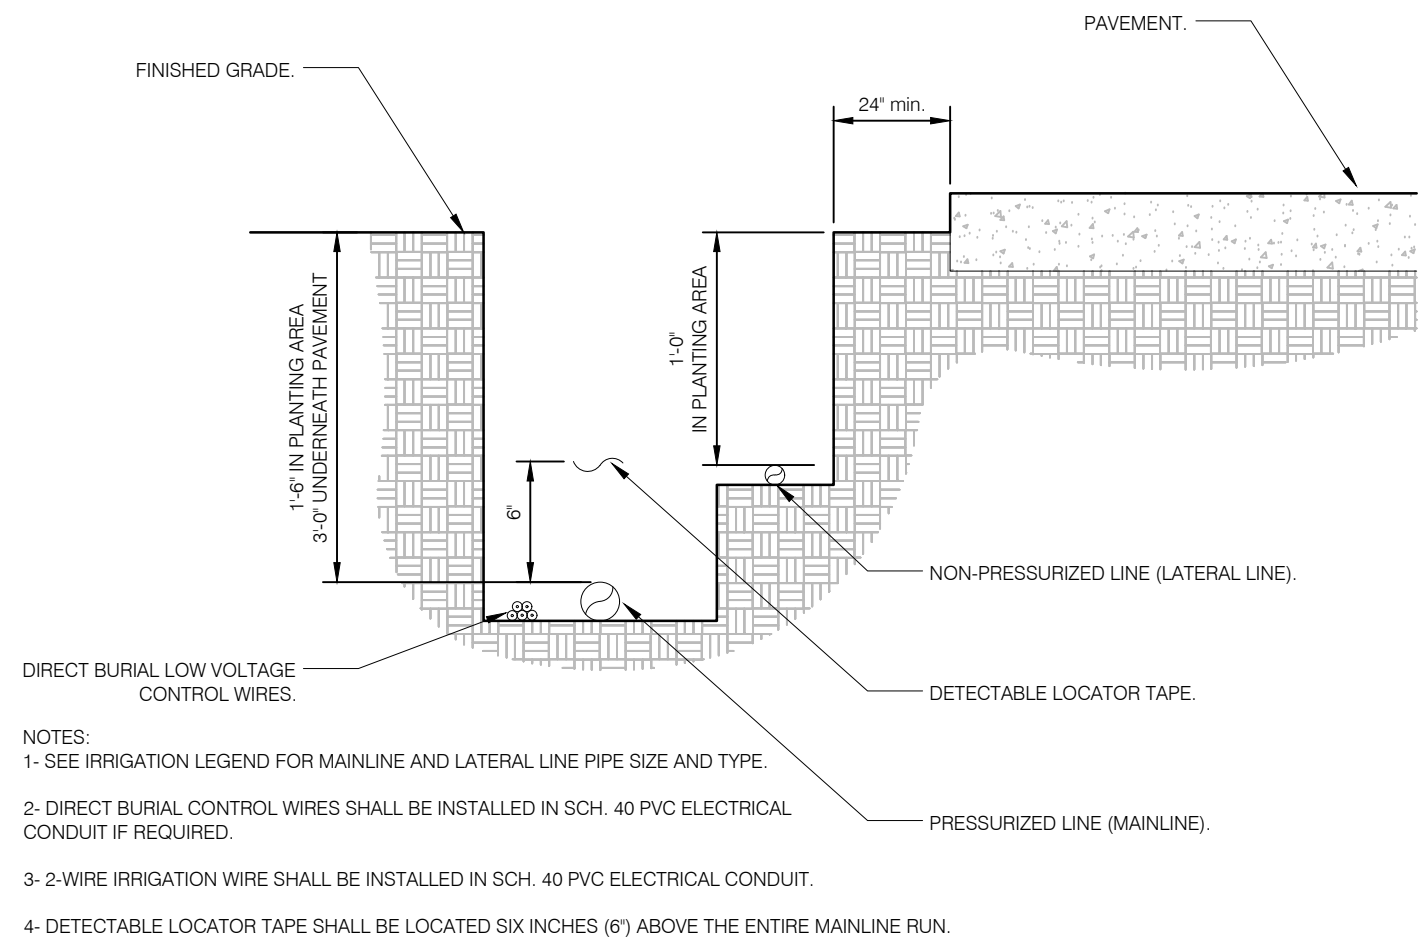 PAVEMENT.
FINISHED GRADE.
24" min.
1'-6" IN PLANTING AREA
3'-0" UNDERNEATH PAVEMENT
1'-0"
IN PLANTING AREA
6"
NON-PRESSURIZED LINE (LATERAL LINE).
DIRECT BURIAL LOW VOLTAGE
CONTROL WIRES.
DETECTABLE LOCATOR TAPE.
PRESSURIZED LINE (MAINLINE).
NOTES:
1- SEE IRRIGATION LEGEND FOR MAINLINE AND LATERAL LINE PIPE SIZE AND TYPE.
2- DIRECT BURIAL CONTROL WIRES SHALL BE INSTALLED IN SCH. 40 PVC ELECTRICAL
CONDUIT IF REQUIRED.
3- 2-WIRE IRRIGATION WIRE SHALL BE INSTALLED IN SCH. 40 PVC ELECTRICAL CONDUIT.
4- DETECTABLE LOCATOR TAPE SHALL BE LOCATED SIX INCHES (6") ABOVE THE ENTIRE MAINLINE RUN.